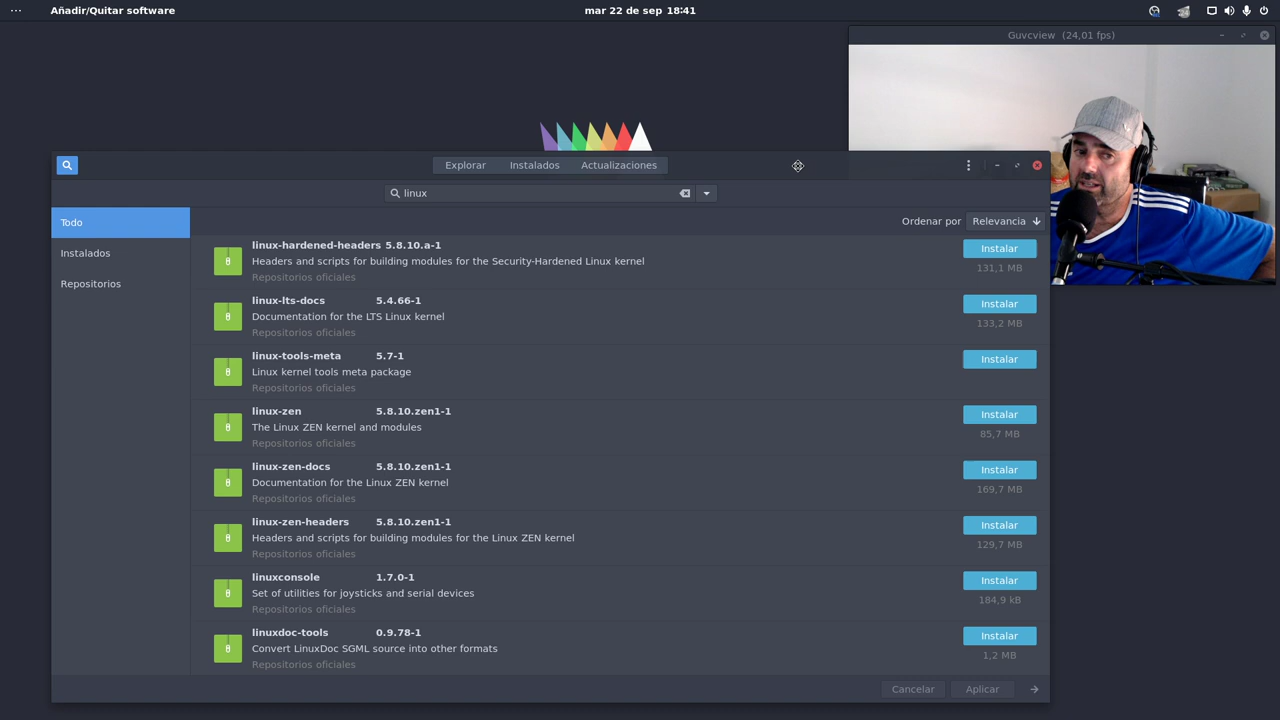 Añadir/Quitar software
mar 22 de sep 18:41
Guvcview (24,01 fps)
Explorar Instalados Actualizaciones
linux
Todo
Instalados
Repositorios
Ordenar por Relevancia
linux-hardened-headers 5.8.10.a-1
Headers and scripts for building modules for the Security-Hardened Linux kernel
Repositorios oficiales
Instalar
131,1 MB
linux-lts-docs 5.4.66-1
Documentation for the LTS Linux kernel
Repositorios oficiales
Instalar
133,2 MB
linux-tools-meta 5.7-1
Linux kernel tools meta package
Repositorios oficiales
Instalar
linux-zen 5.8.10.zen1-1
The Linux ZEN kernel and modules
Repositorios oficiales
Instalar
85,7 MB
linux-zen-docs 5.8.10.zen1-1
Documentation for the Linux ZEN kernel
Repositorios oficiales
Instalar
169,7 MB
linux-zen-headers 5.8.10.zen1-1
Headers and scripts for building modules for the Linux ZEN kernel
Repositorios oficiales
Instalar
129,7 MB
linuxconsole 1.7.0-1
Set of utilities for joysticks and serial devices
Repositorios oficiales
Instalar
184,9 kB
linuxdoc-tools 0.9.78-1
Convert LinuxDoc SGML source into other formats
Repositorios oficiales
Instalar
1,2 MB
Cancelar Aplicar